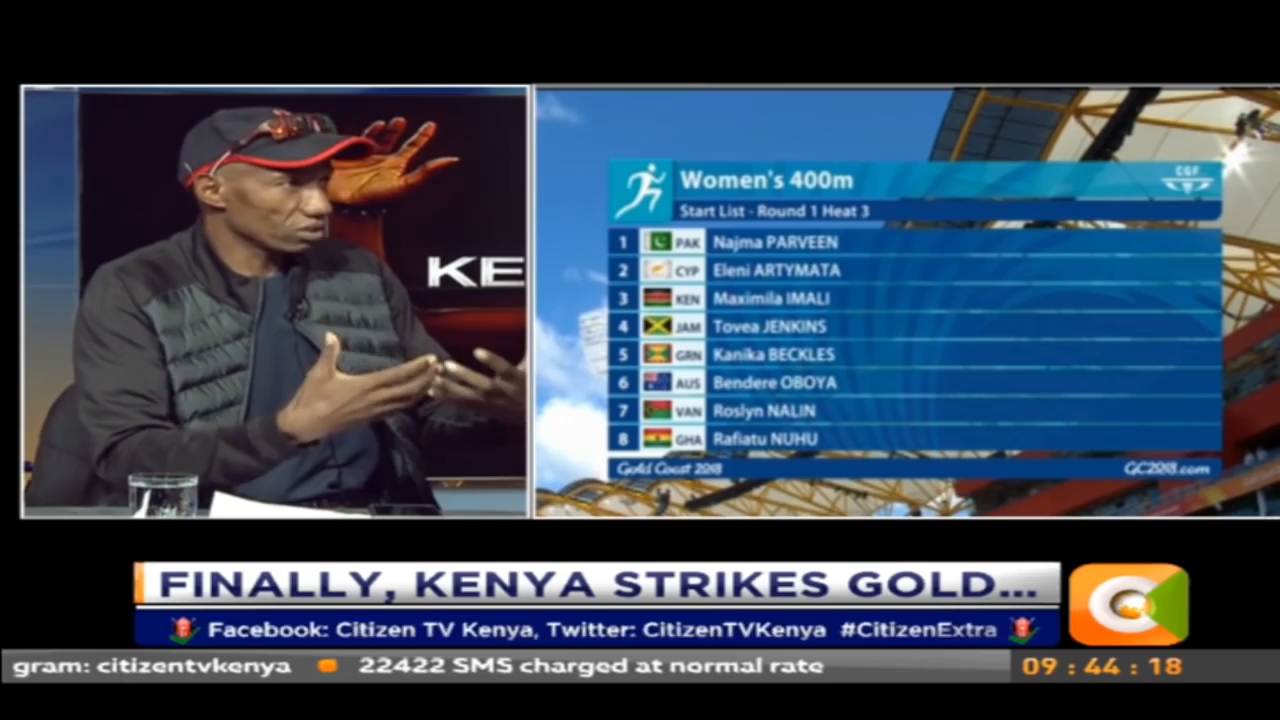 KE
Women's 400m
CGF
Start List - Round 1 Heat 3
1 PAK Najma PARVEEN
2 CYP Eleni ARTYMATA
3 KEN Maximila IMALI
4 JAM Tovea JENKINS
5 GRN Kanika BECKLES
6 AUS Bendere OBOYA
7 VAN Roslyn NALIN
8 GHA Rafiatu NUHU
Gold Coast 2018 GC2018.com
FINALLY, KENYA STRIKES GOLD...
Facebook: Citizen TV Kenya, Twitter: CitizenTVKenya #CitizenExtra
gram: citizentvkenya 22422 SMS charged at normal rate 09 : 44 : 18